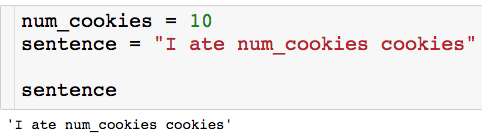 num_cookies = 10
sentence = "I ate num_cookies cookies"
sentence
'I ate num_cookies cookies'